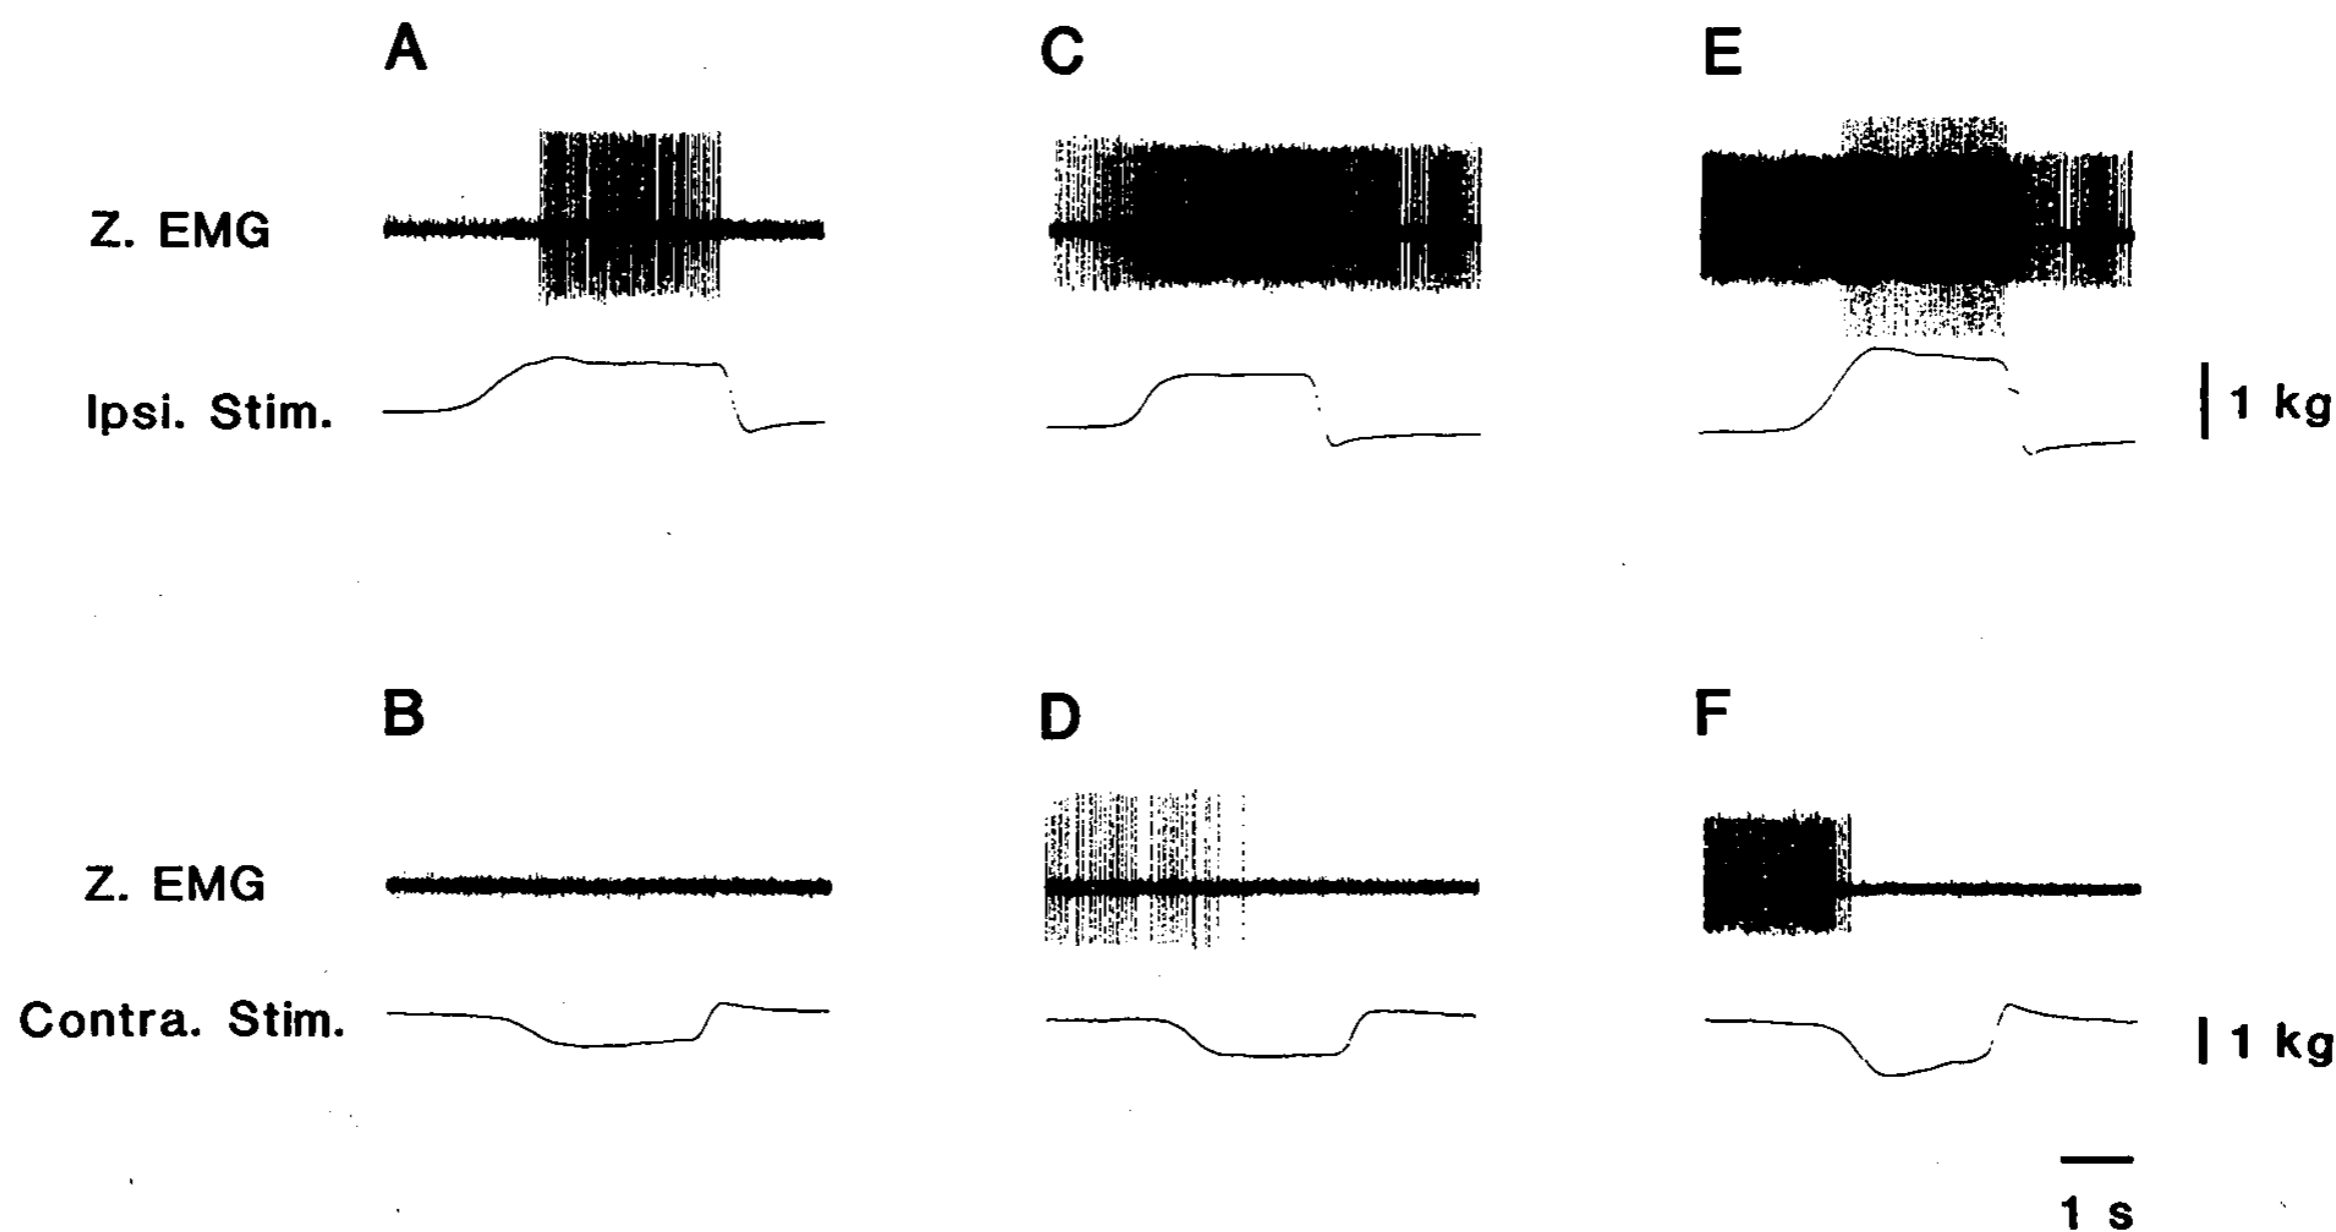 A
C
E
Z. EMG
Ipsi. Stim.
1 kg
B
D
F
Z. EMG
Contra. Stim.
1 kg
1 s